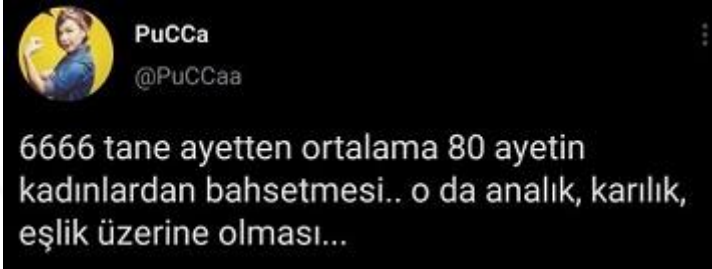 PuCCa
@PuCCaa
6666 tane ayetten ortalama 80 ayetin
kadınlardan bahsetmesi.. o da analık, karılık,
eşlik üzerine olması...